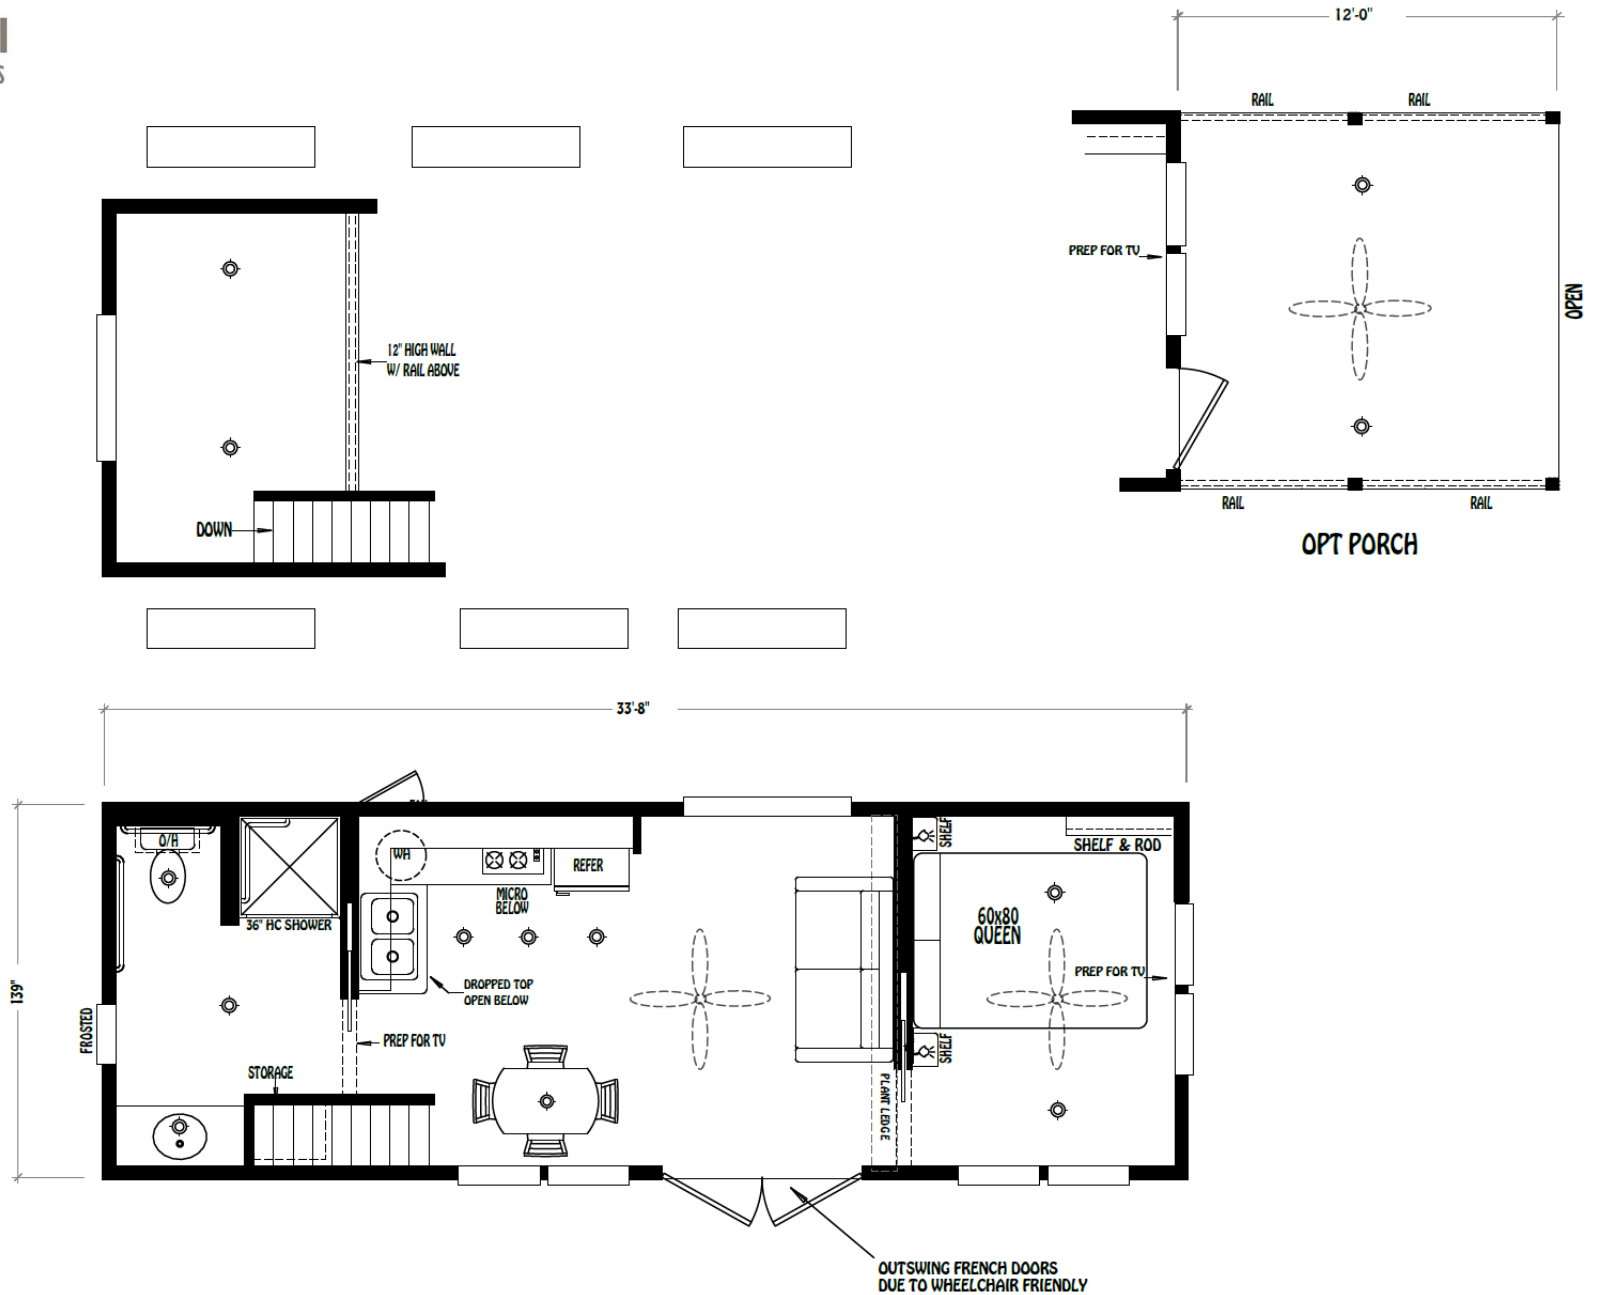 12'-0"
RAIL
RAIL
PREP FOR TV
OPEN
12" HIGH WALL
W/ RAIL ABOVE
DOWN
RAIL
RAIL
OPT PORCH
33'-8"
139"
O/H
36" HC SHOWER
WH
REFER
MICRO
BELOW
DROPPED TOP
OPEN BELOW
SHELF
SHELF & ROD
60x80
QUEEN
PREP FOR TV
FROSTED
PREP FOR TV
SHELF
STORAGE
PLANT LEDGE
OUTSWING FRENCH DOORS
DUE TO WHEELCHAIR FRIENDLY